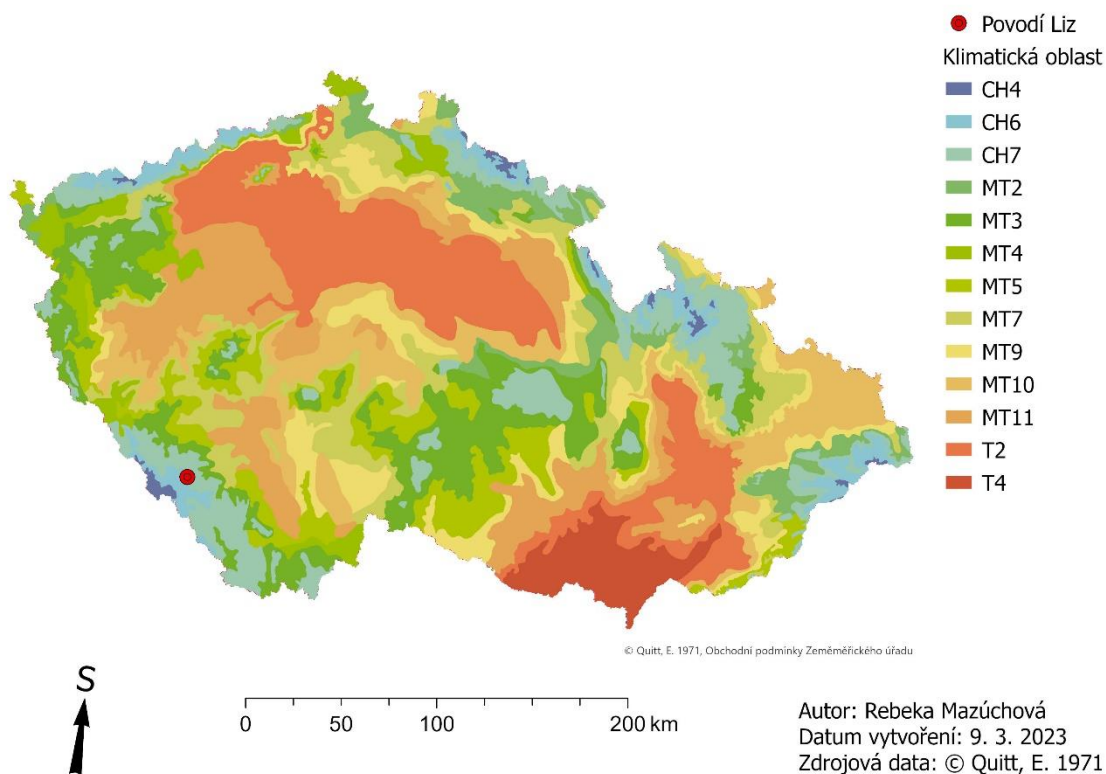 Povodí Liz
Klimatická oblast
CH4
CH6
CH7
MT2
MT3
MT4
MT5
MT7
MT9
MT10
MT11
T2
T4
© Quitt, E. 1971, Obchodní podmínky Zeměměřického úřadu
S
0 50 100 200 km
Autor: Rebeka Mazúchová
Datum vytvoření: 9. 3. 2023
Zdrojová data: © Quitt, E. 1971